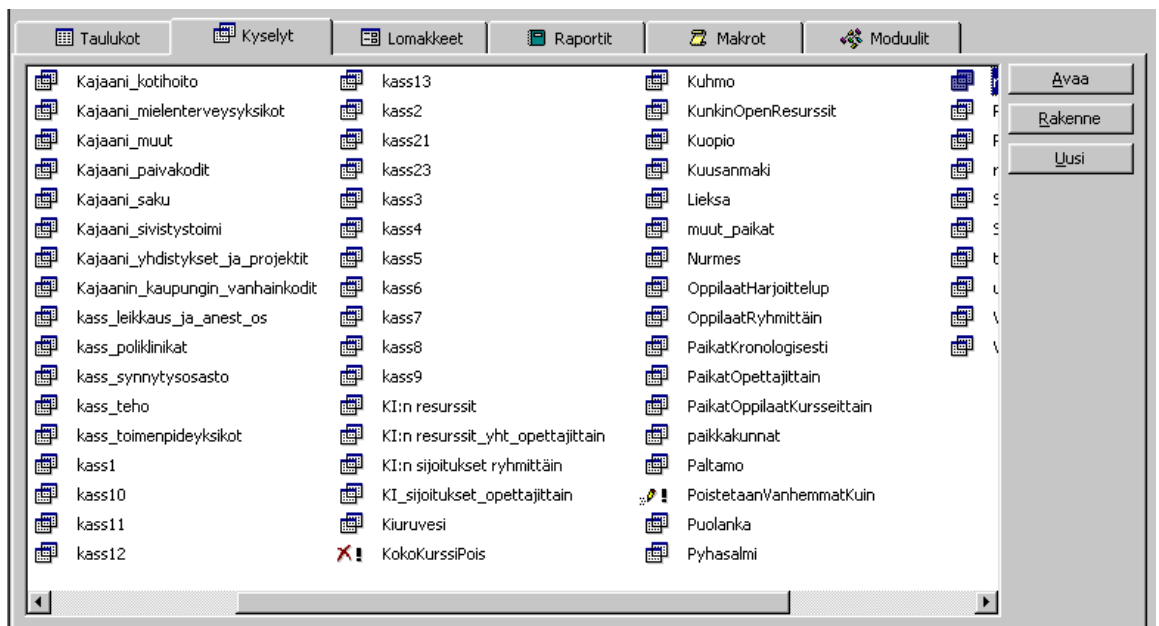 Taulukot
Kyselyt
Lomakkeet
Raportit
Makrot
Moduulit
Kajaani_kotihoito
Kajaani_mielenterveysyksikot
Kajaani_muut
Kajaani_paivakodit
Kajaani_saku
Kajaani_sivistystoimi
Kajaani_yhdistykset_ja_projektit
Kajaanin_kaupungin_vanhainkodit
kass_leikkaus_ja_anest_os
kass_poliklinikat
kass_synnytysosasto
kass_teho
kass_toimenpideyksikot
kass1
kass10
kass11
kass12
kass13
kass2
kass21
kass23
kass3
kass4
kass5
kass6
kass7
kass8
kass9
KI:n resurssit
KI:n resurssit_yht_opettajittain
KI:n sijoitukset ryhmittäin
KI_sijoitukset_opettajittain
Kiuruvesi
KokoKurssiPois
Kuhmo
KunkinOpenResurssit
Kuopio
Kuusanmaki
Lieksa
muut_paikat
Nurmes
OppilaatHarjoittelup
OppilaatRyhmittäin
PaikatKronologisesti
PaikatOpettajittain
PaikatOppilaatKursseittain
paikkakunnat
Paltamo
PoistetaanVanhemmatKuin
Puolanka
Pyhasalmi
Avaa
Rakenne
Uusi